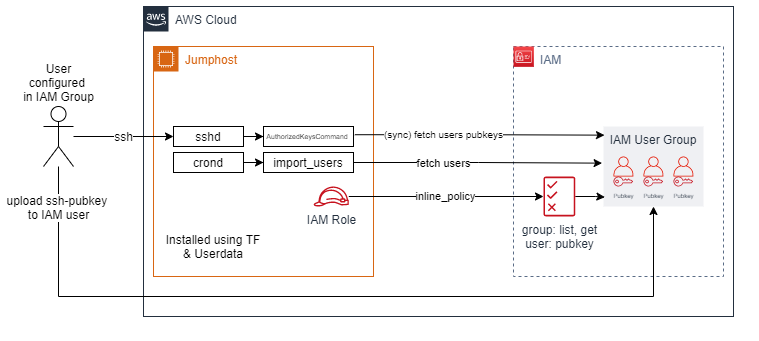 aws
AWS Cloud
Jumphost
IAM
User
configured
in IAM Group
ssh
sshd
AuthorizedKeysCommand
(sync) fetch users pubkeys
IAM User Group
crond
import_users
fetch users
Pubkey
Pubkey
Pubkey
inline_policy
upload ssh-pubkey
to IAM user
IAM Role
group: list, get
user: pubkey
Installed using TF
& Userdata